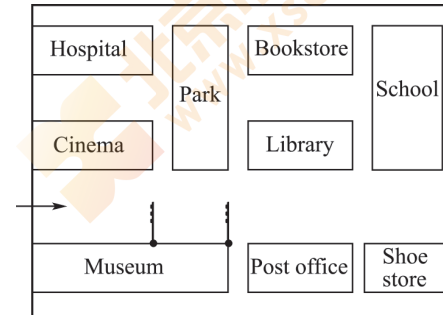 Hospital
Bookstore
Park
School
Cinema
Library
Museum
Post office
Shoe
store